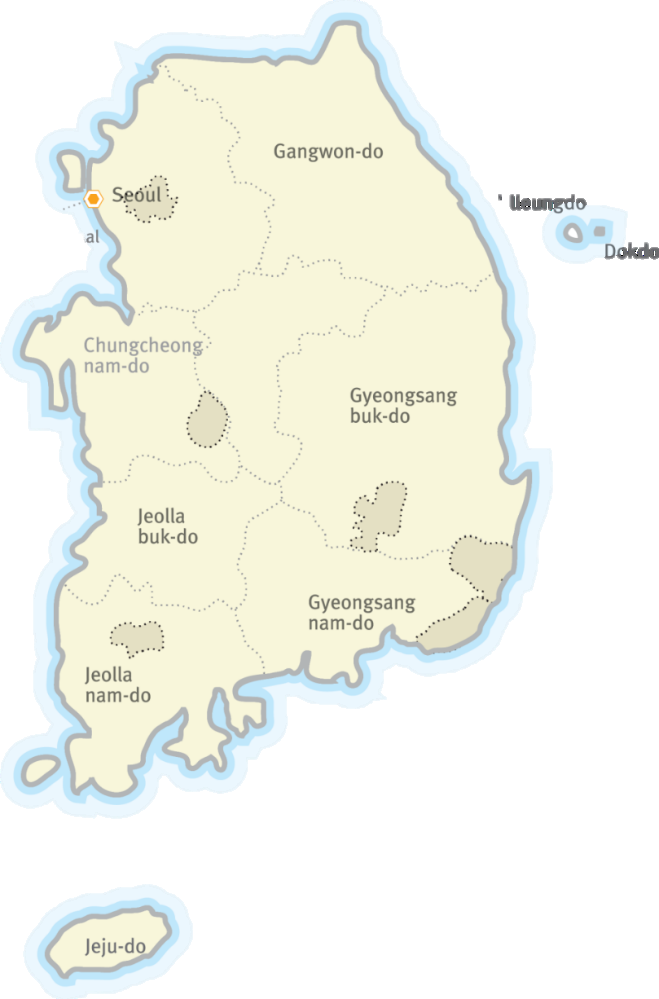 Gangwon-do
Seoul
Dokdo
al
Chungcheong
nam-do
Gyeongsang
buk-do
Jeolla
buk-do
Gyeongsang
nam-do
Jeolla
nam-do
Jeju-do